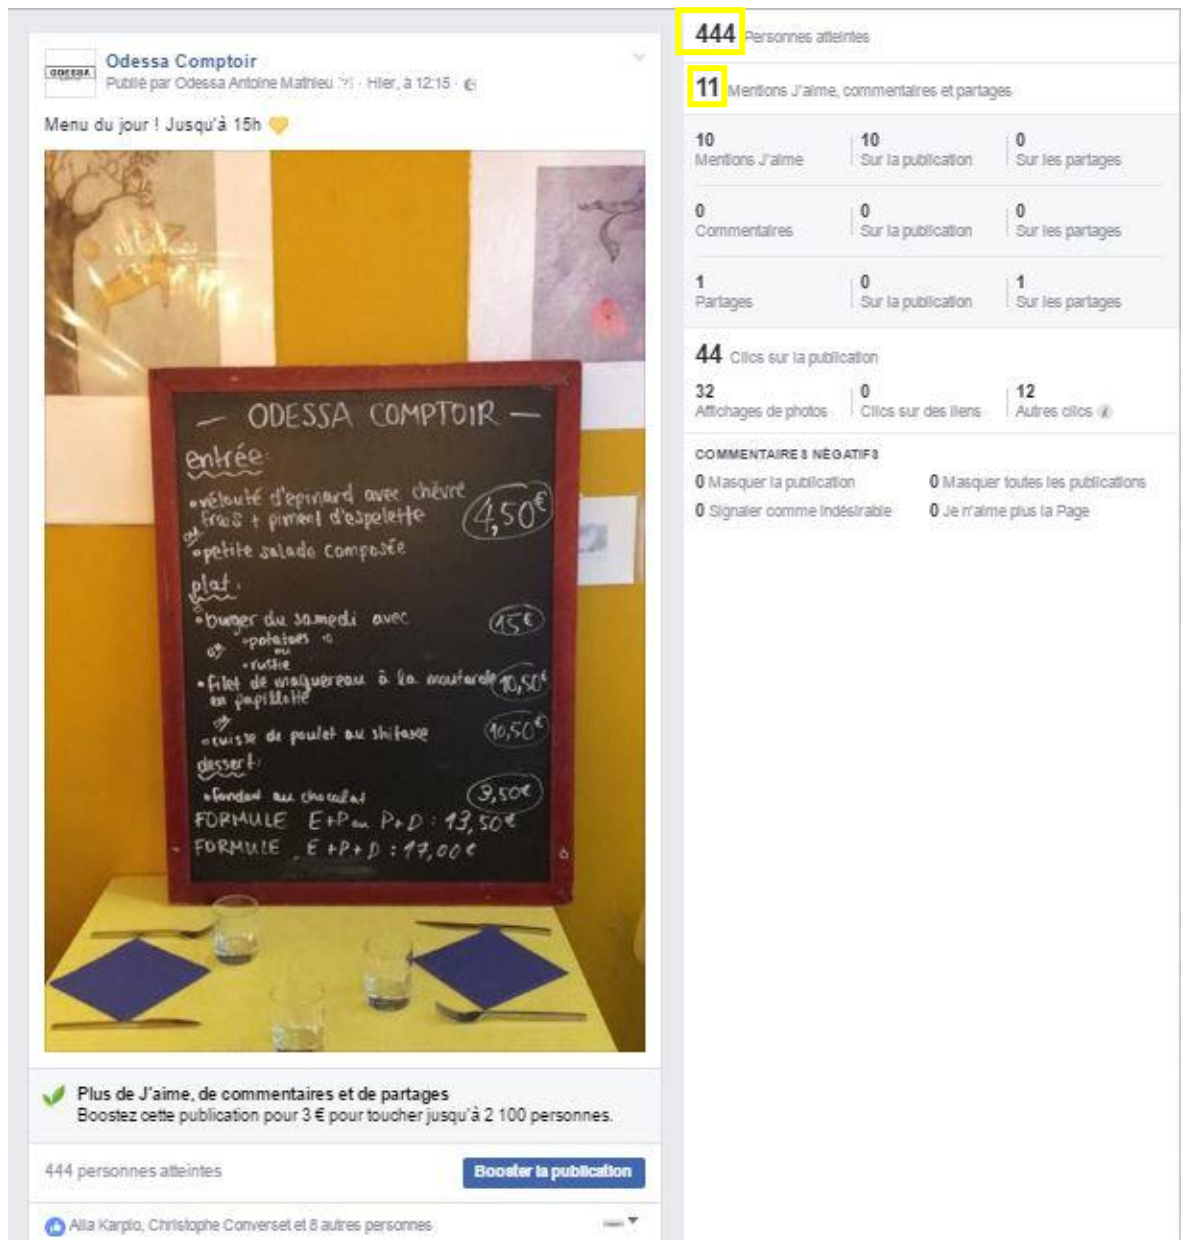 ODESSA
Odessa Comptoir
Publié par Odessa Antoine Mathieu [?] · Hier, à 12:15 ·
Menu du jour ! Jusqu'à 15h 💛
— ODESSA COMPTOIR —
entrée:
• vélouté d'epinard avec chèvre
frais + piment d'espelette
4,50€
ou
• petite salade composée
plat:
• burger du samedi avec
15€
• potatoes
ou
ou
• rustie
• filet de maquereau à la moutarde 10,50€
en papillotte
ou
• cuisse de poulet au shitake
10,50€
dessert:
• fondant au chocolat
3,50€
FORMULE E+P ou P+D : 13,50€
FORMULE E+P+D : 17,00€
Plus de J'aime, de commentaires et de partages
Boostez cette publication pour 3 € pour toucher jusqu'à 2 100 personnes.
444 personnes atteintes
Booster la publication
Alla Karpio, Christophe Converset et 8 autres personnes
444 Personnes atteintes
11 Mentions J'aime, commentaires et partages
10 10 0
Mentions J'aime Sur la publication Sur les partages
0 0 0
Commentaires Sur la publication Sur les partages
1 0 1
Partages Sur la publication Sur les partages
44 Clics sur la publication
32 0 12
Affichages de photos Clics sur des liens Autres clics i
COMMENTAIRES NÉGATIFS
0 Masquer la publication 0 Masquer toutes les publications
0 Signaler comme indésirable 0 Je n'aime plus la Page